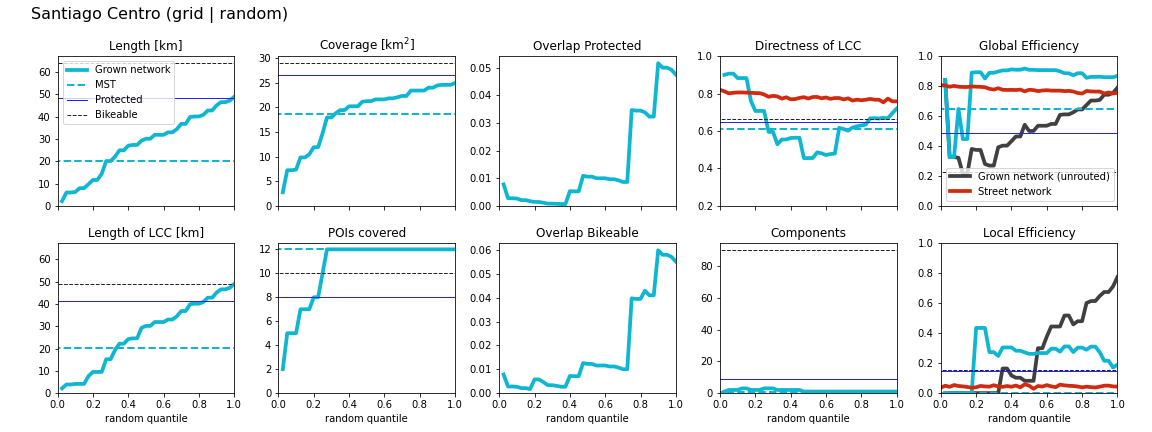 Santiago Centro (grid | random)
Length [km]
60
50
40
30
20
10
0
Grown network
MST
Protected
Bikeable
Coverage [km²]
30
25
20
15
10
5
0
Overlap Protected
0.05
0.04
0.03
0.02
0.01
0.00
Directness of LCC
1.0
0.8
0.6
0.4
0.2
Global Efficiency
1.0
0.8
0.6
0.4
0.2
0.0
Grown network (unrouted)
Street network
Length of LCC [km]
60
50
40
30
20
10
0
0.0 0.2 0.4 0.6 0.8 1.0
random quantile
POIs covered
12
10
8
6
4
2
0
0.0 0.2 0.4 0.6 0.8 1.0
random quantile
Overlap Bikeable
0.06
0.05
0.04
0.03
0.02
0.01
0.00
0.0 0.2 0.4 0.6 0.8 1.0
random quantile
Components
80
60
40
20
0
0.0 0.2 0.4 0.6 0.8 1.0
random quantile
Local Efficiency
1.0
0.8
0.6
0.4
0.2
0.0
0.0 0.2 0.4 0.6 0.8 1.0
random quantile